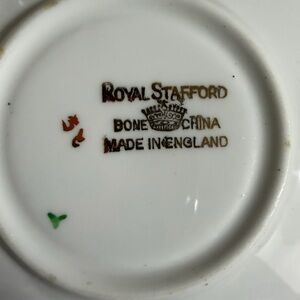 ROYAL STAFFORD
BONE CHINA
MADE IN ENGLAND